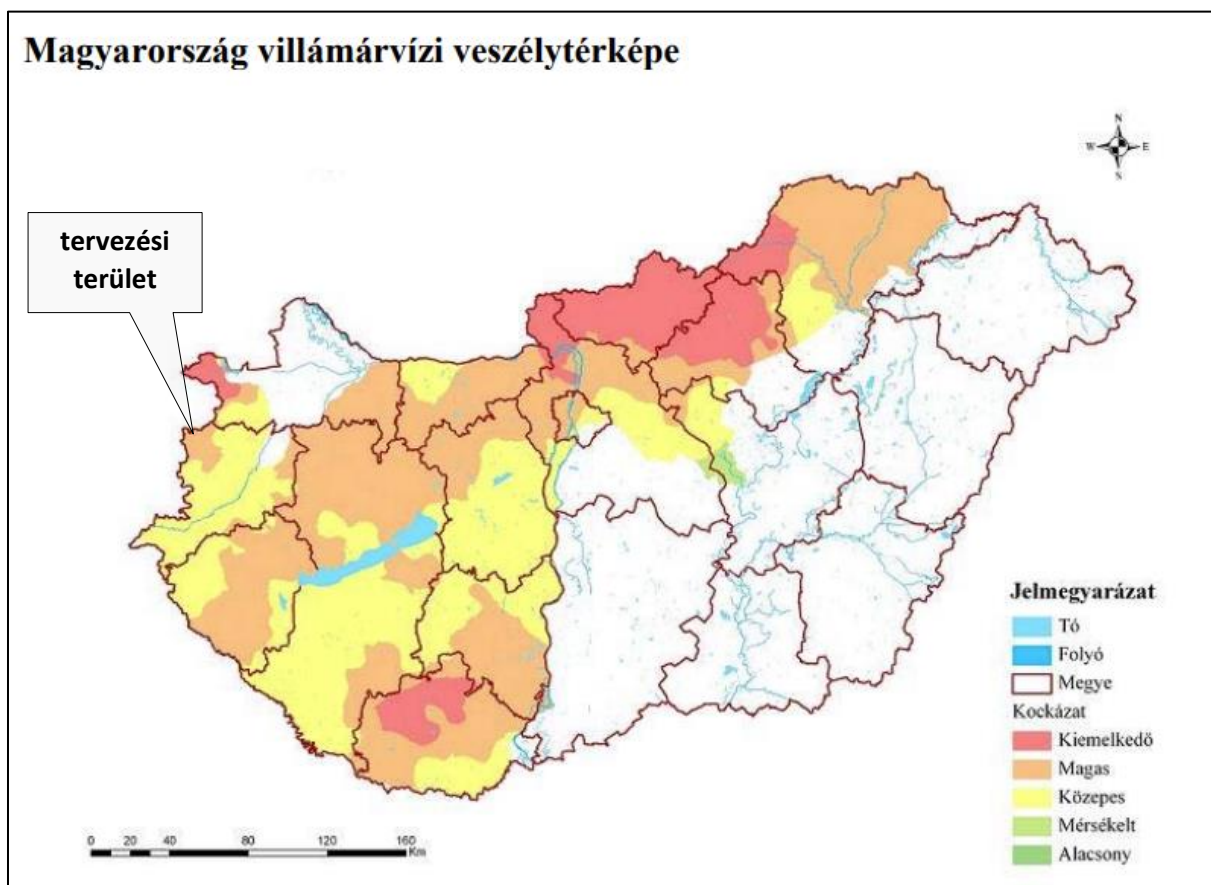 Magyarország villámárvízi veszélytérképe
N
W E
S
tervezési
terület
Jelmegyarázat
Tó
Folyó
Megye
Kockázat
Kiemelkedő
Magas
Közepes
Mérsékelt
Alacsony
0 20 40 80 120 160
Km